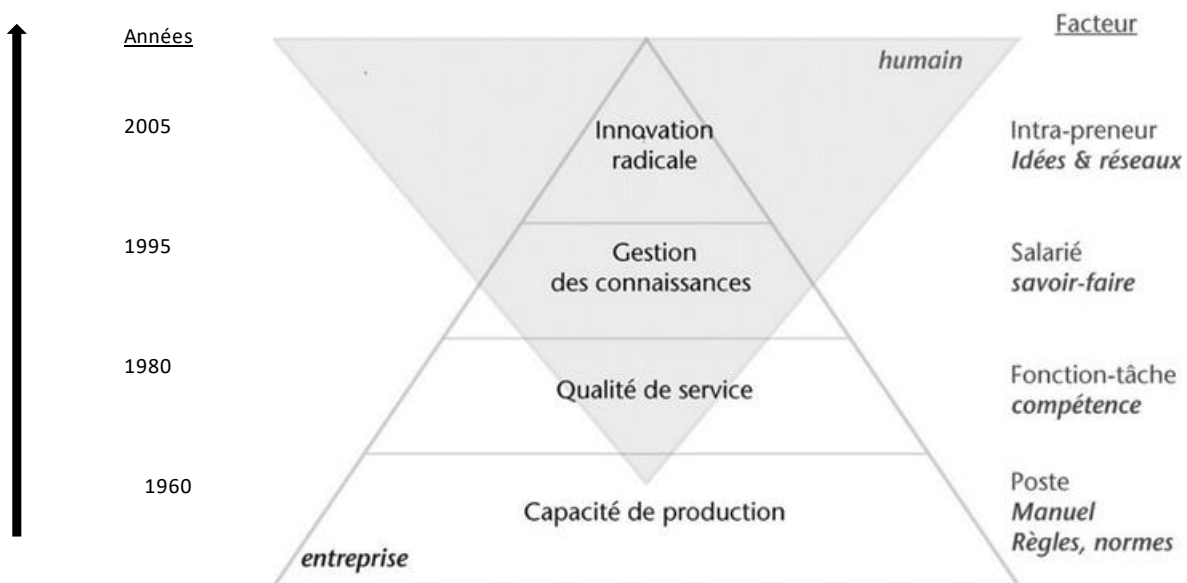 Années
Facteur
humain
2005
Innovation
radicale
Intra-preneur
Idées & réseaux
1995
Gestion
des connaissances
Salarié
savoir-faire
1980
Qualité de service
Fonction-tâche
compétence
1960
Capacité de production
Poste
Manuel
Règles, normes
entreprise